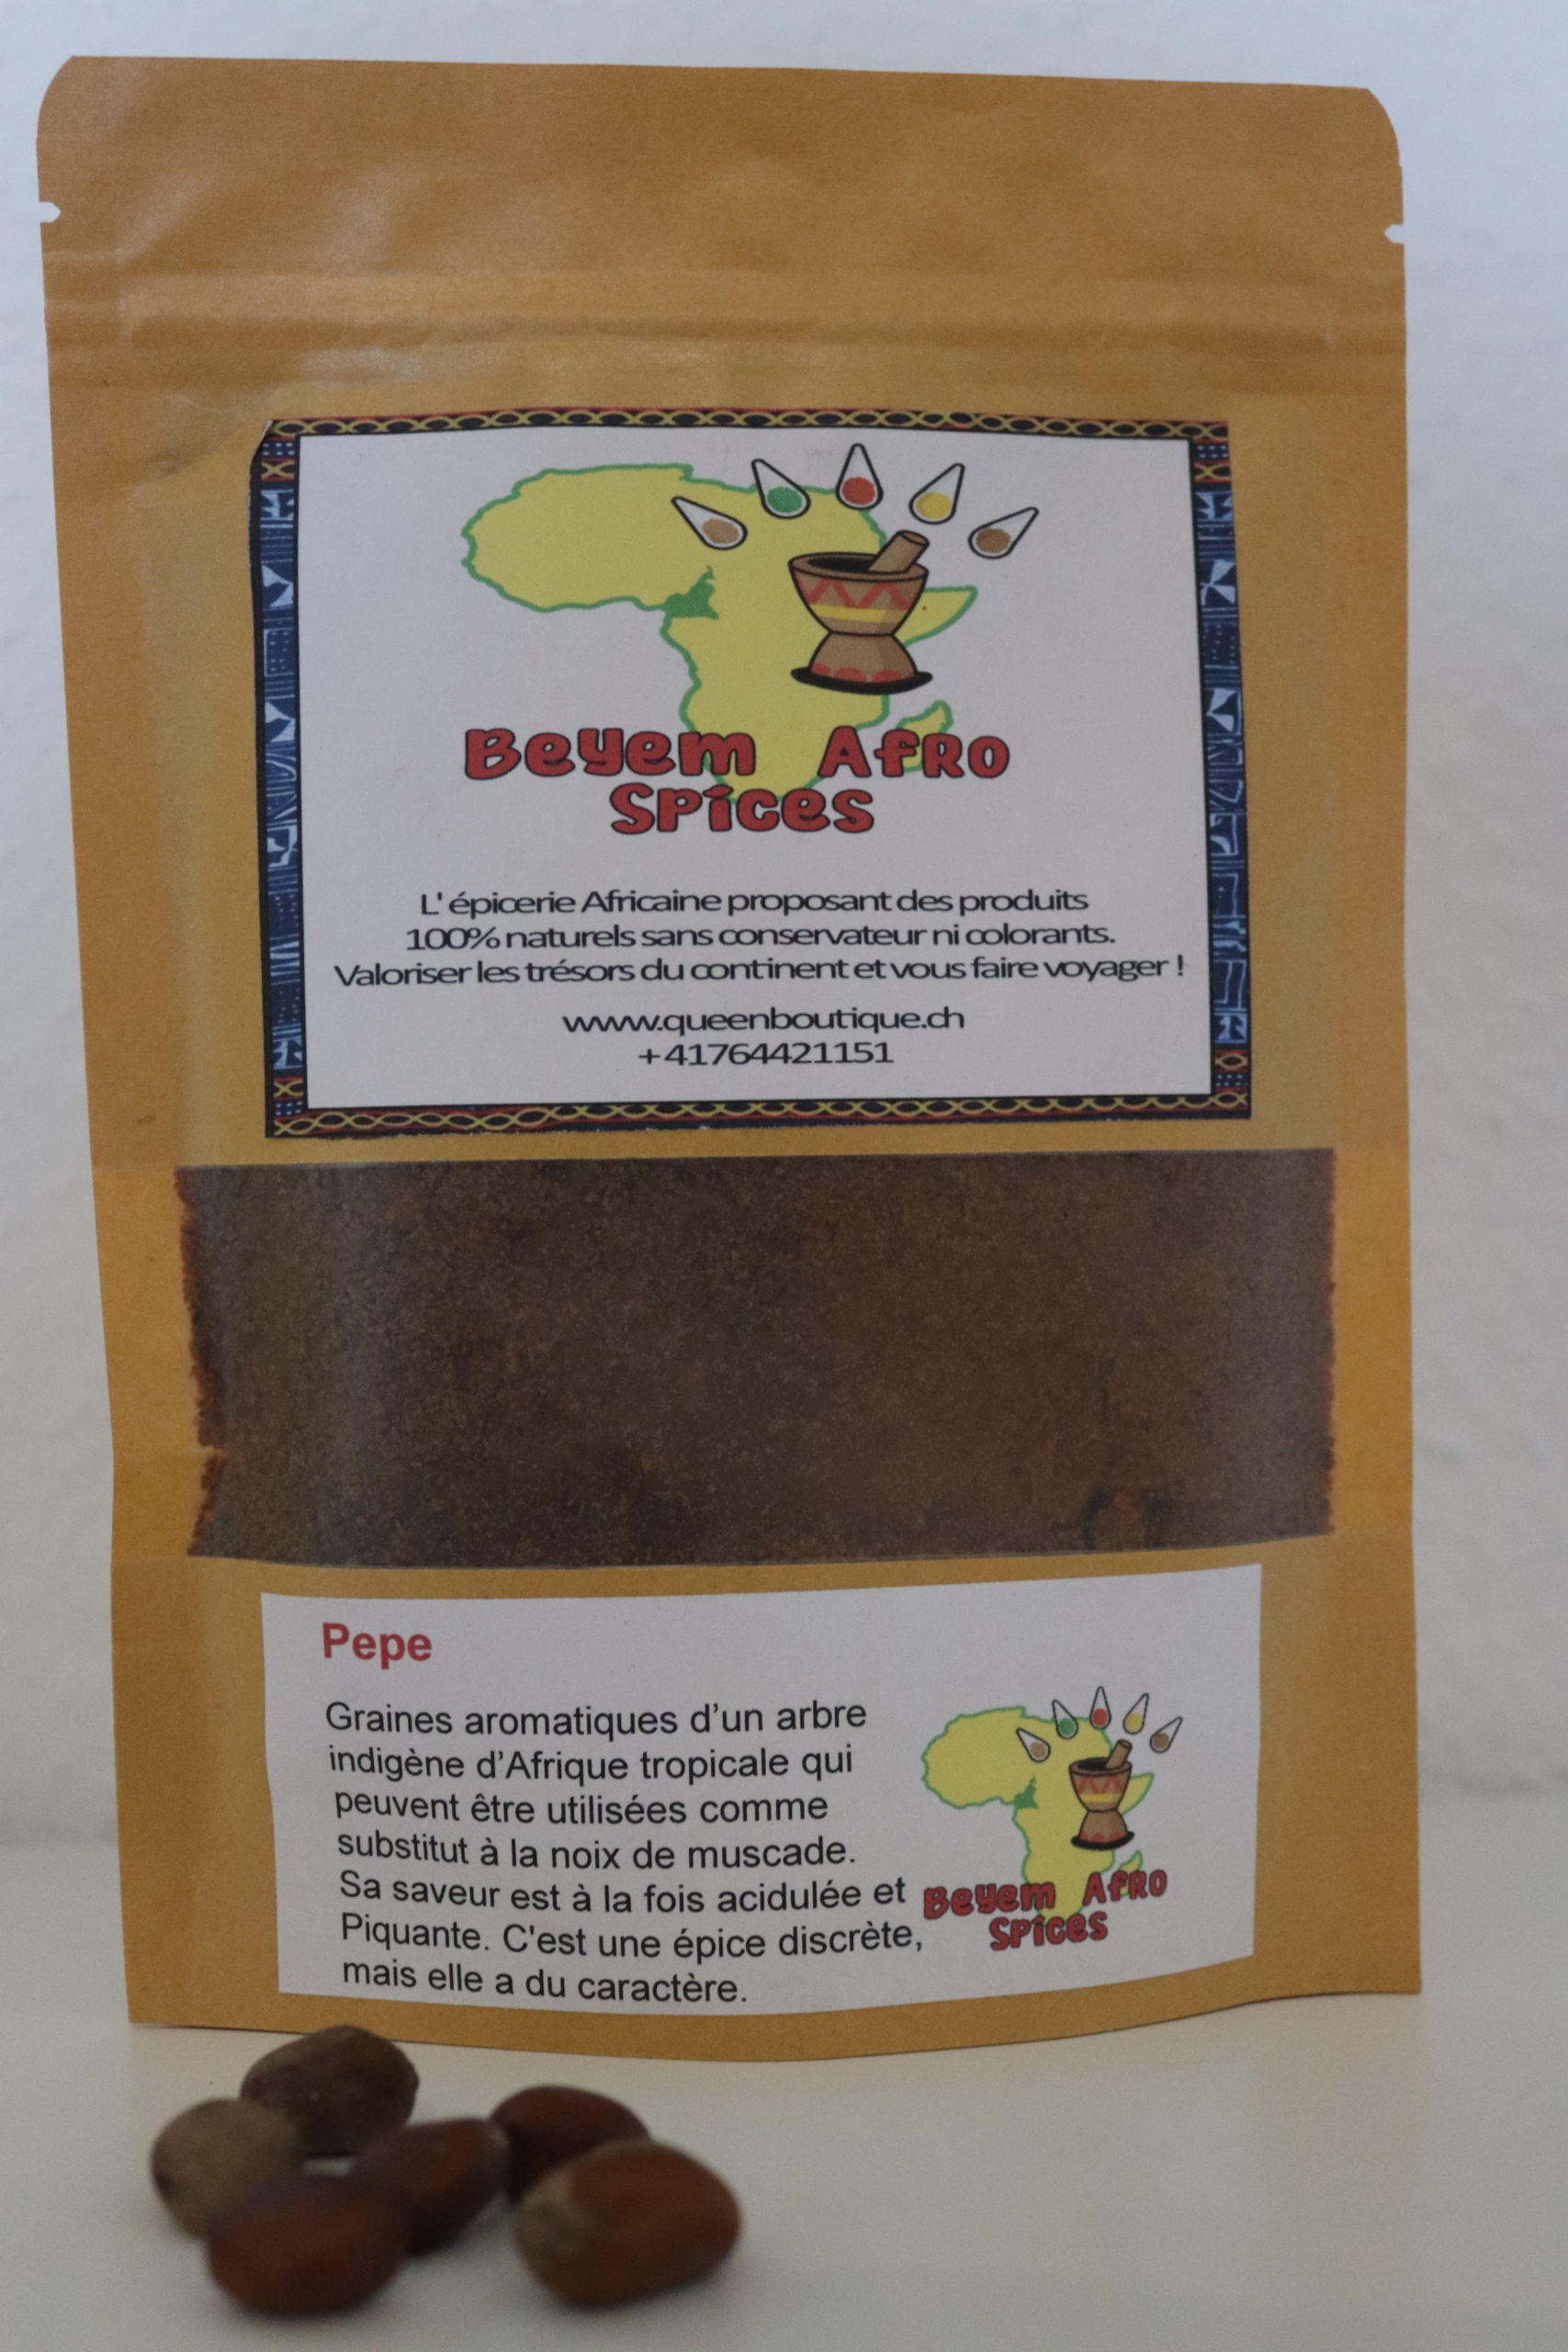 Beyem Afro
Spices
L' épicerie Africaine proposant des produits
100% naturels sans conservateur ni colorants.
Valoriser les trésors du continent et vous faire voyager !
www.queenboutique.ch
+41764421151
Pepe
Graines aromatiques d’un arbre
indigène d’Afrique tropicale qui
peuvent être utilisées comme
substitut à la noix de muscade.
Sa saveur est à la fois acidulée et
Piquante. C'est une épice discrète,
mais elle a du caractère.
Beyem Afro
Spices